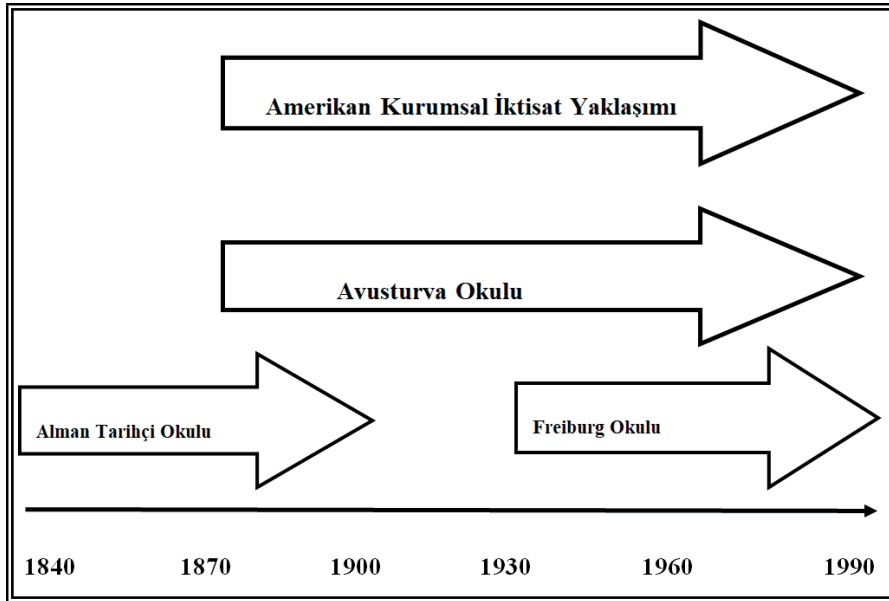 Amerikan Kurumsal İktisat Yaklaşımı
Avusturva Okulu
Alman Tarihçi Okulu
Freiburg Okulu
1840 1870 1900 1930 1960 1990